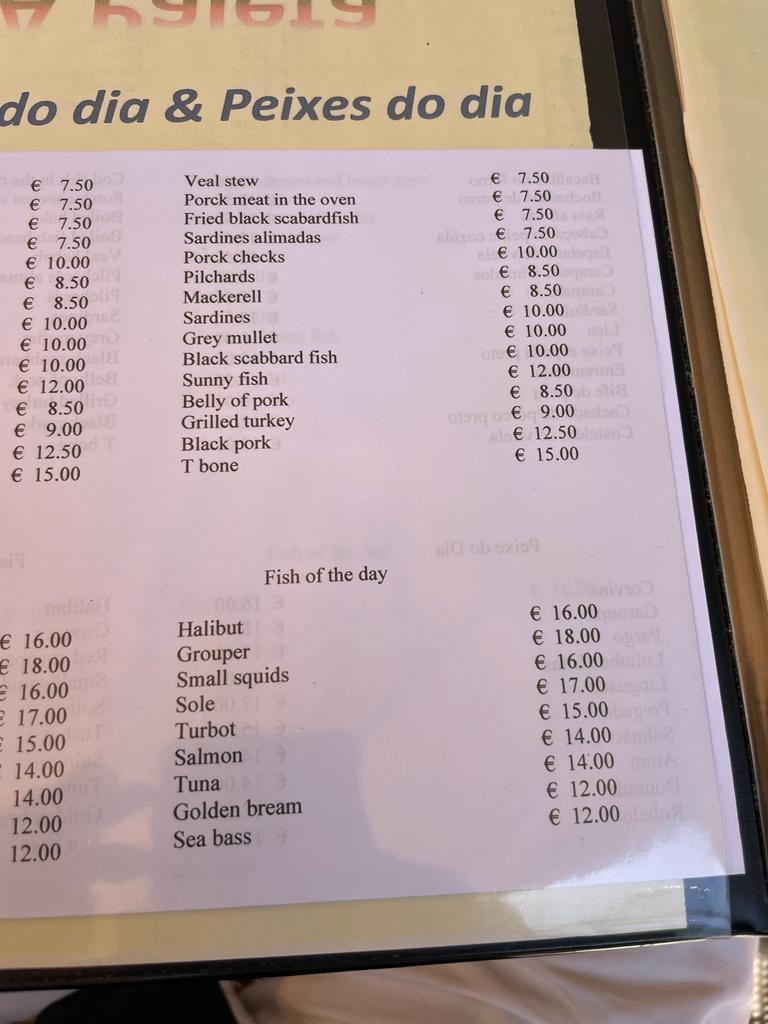 A Paleta
do dia & Peixes do dia
€ 7.50 Veal stew € 7.50
€ 7.50 Porck meat in the oven € 7.50
€ 7.50 Fried black scabardfish € 7.50
€ 7.50 Sardines alimadas € 7.50
€ 10.00 Porck checks € 10.00
€ 8.50 Pilchards € 8.50
€ 8.50 Mackerell € 8.50
€ 10.00 Sardines € 10.00
€ 10.00 Grey mullet € 10.00
€ 10.00 Black scabbard fish € 10.00
€ 12.00 Sunny fish € 12.00
€ 8.50 Belly of pork € 8.50
€ 9.00 Grilled turkey € 9.00
€ 12.50 Black pork € 12.50
€ 15.00 T bone € 15.00
Fish of the day
€ 16.00 Halibut € 16.00
€ 18.00 Grouper € 18.00
€ 16.00 Small squids € 16.00
€ 17.00 Sole € 17.00
€ 15.00 Turbot € 15.00
14.00 Salmon € 14.00
14.00 Tuna € 14.00
12.00 Golden bream € 12.00
12.00 Sea bass € 12.00